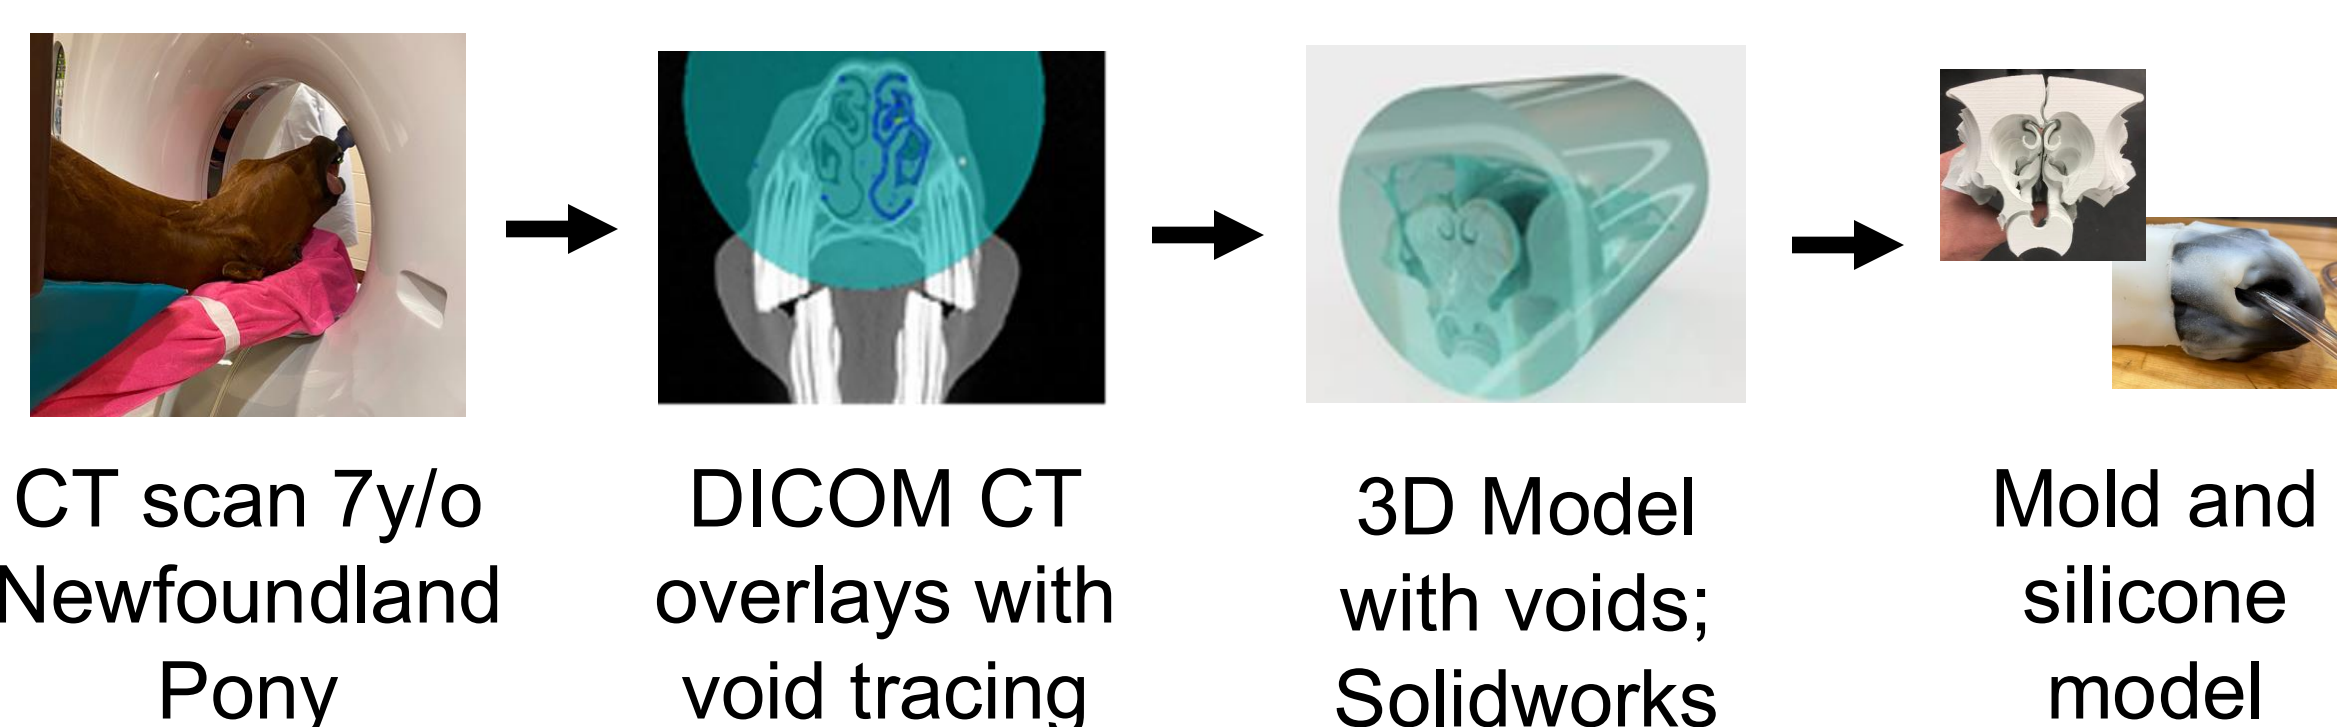 CT scan 7y/o
Newfoundland
Pony
DICOM CT
overlays with
void tracing
3D Model
with voids;
Solidworks
Mold and
silicone
model